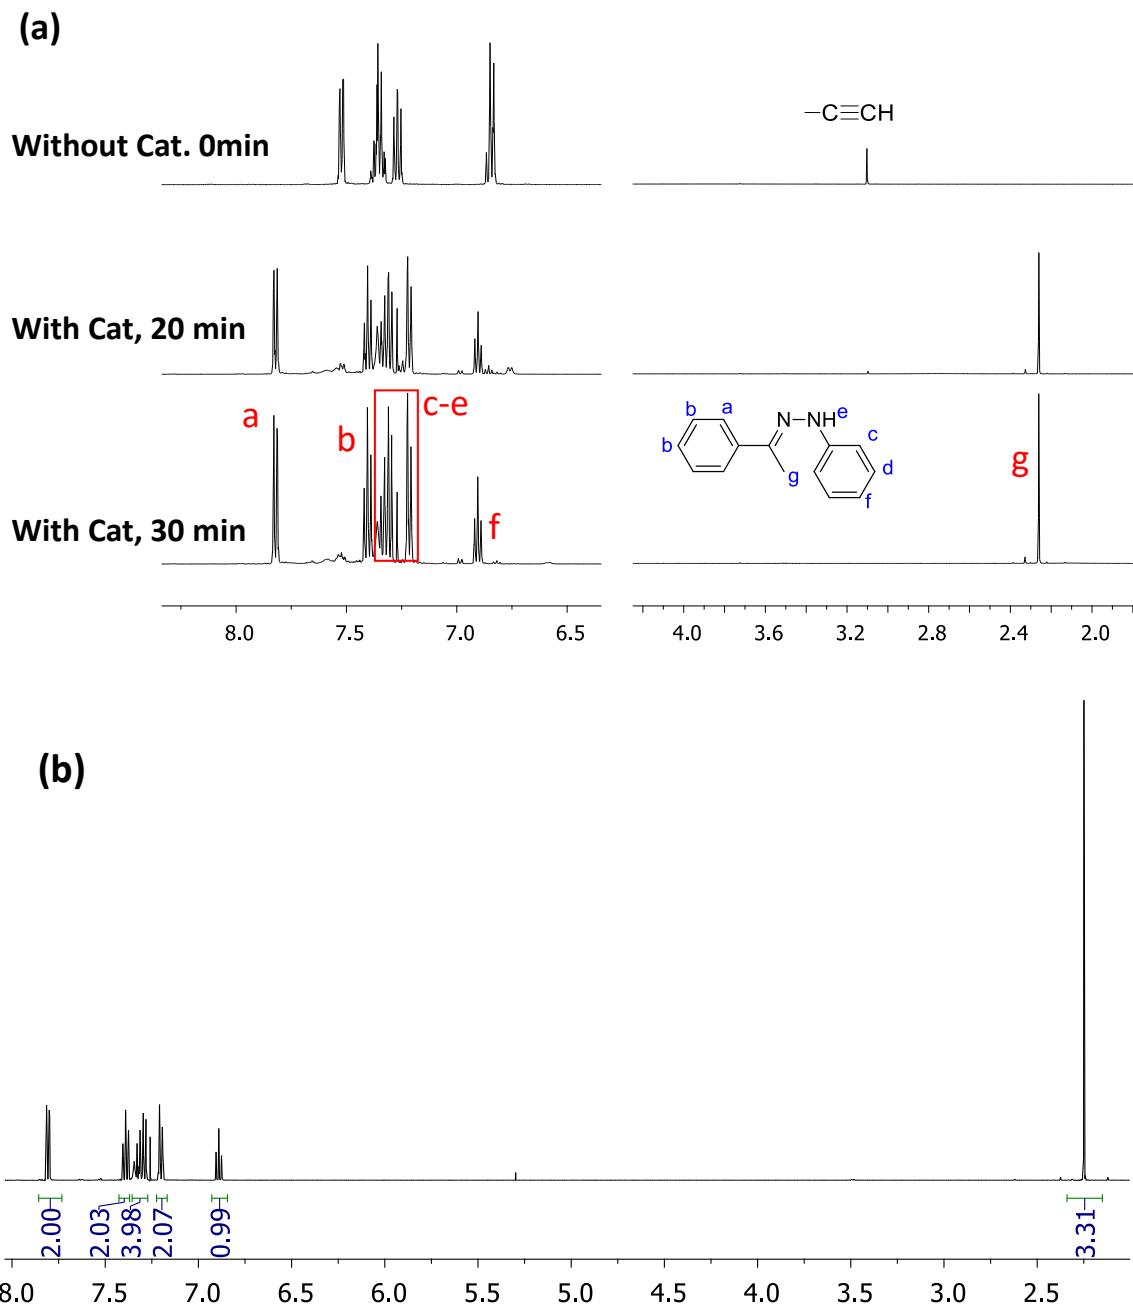 (a)
Without Cat. 0min
−C≡CH
With Cat, 20 min
With Cat, 30 min
a
b
c-e
f
g
b
a
N
NH
e
b
g
c
d
f
8.0 7.5 7.0 6.5
4.0 3.6 3.2 2.8 2.4 2.0
(b)
2.00 2.03 3.98 2.07 0.99 3.31
8.0 7.5 7.0 6.5 6.0 5.5 5.0 4.5 4.0 3.5 3.0 2.5